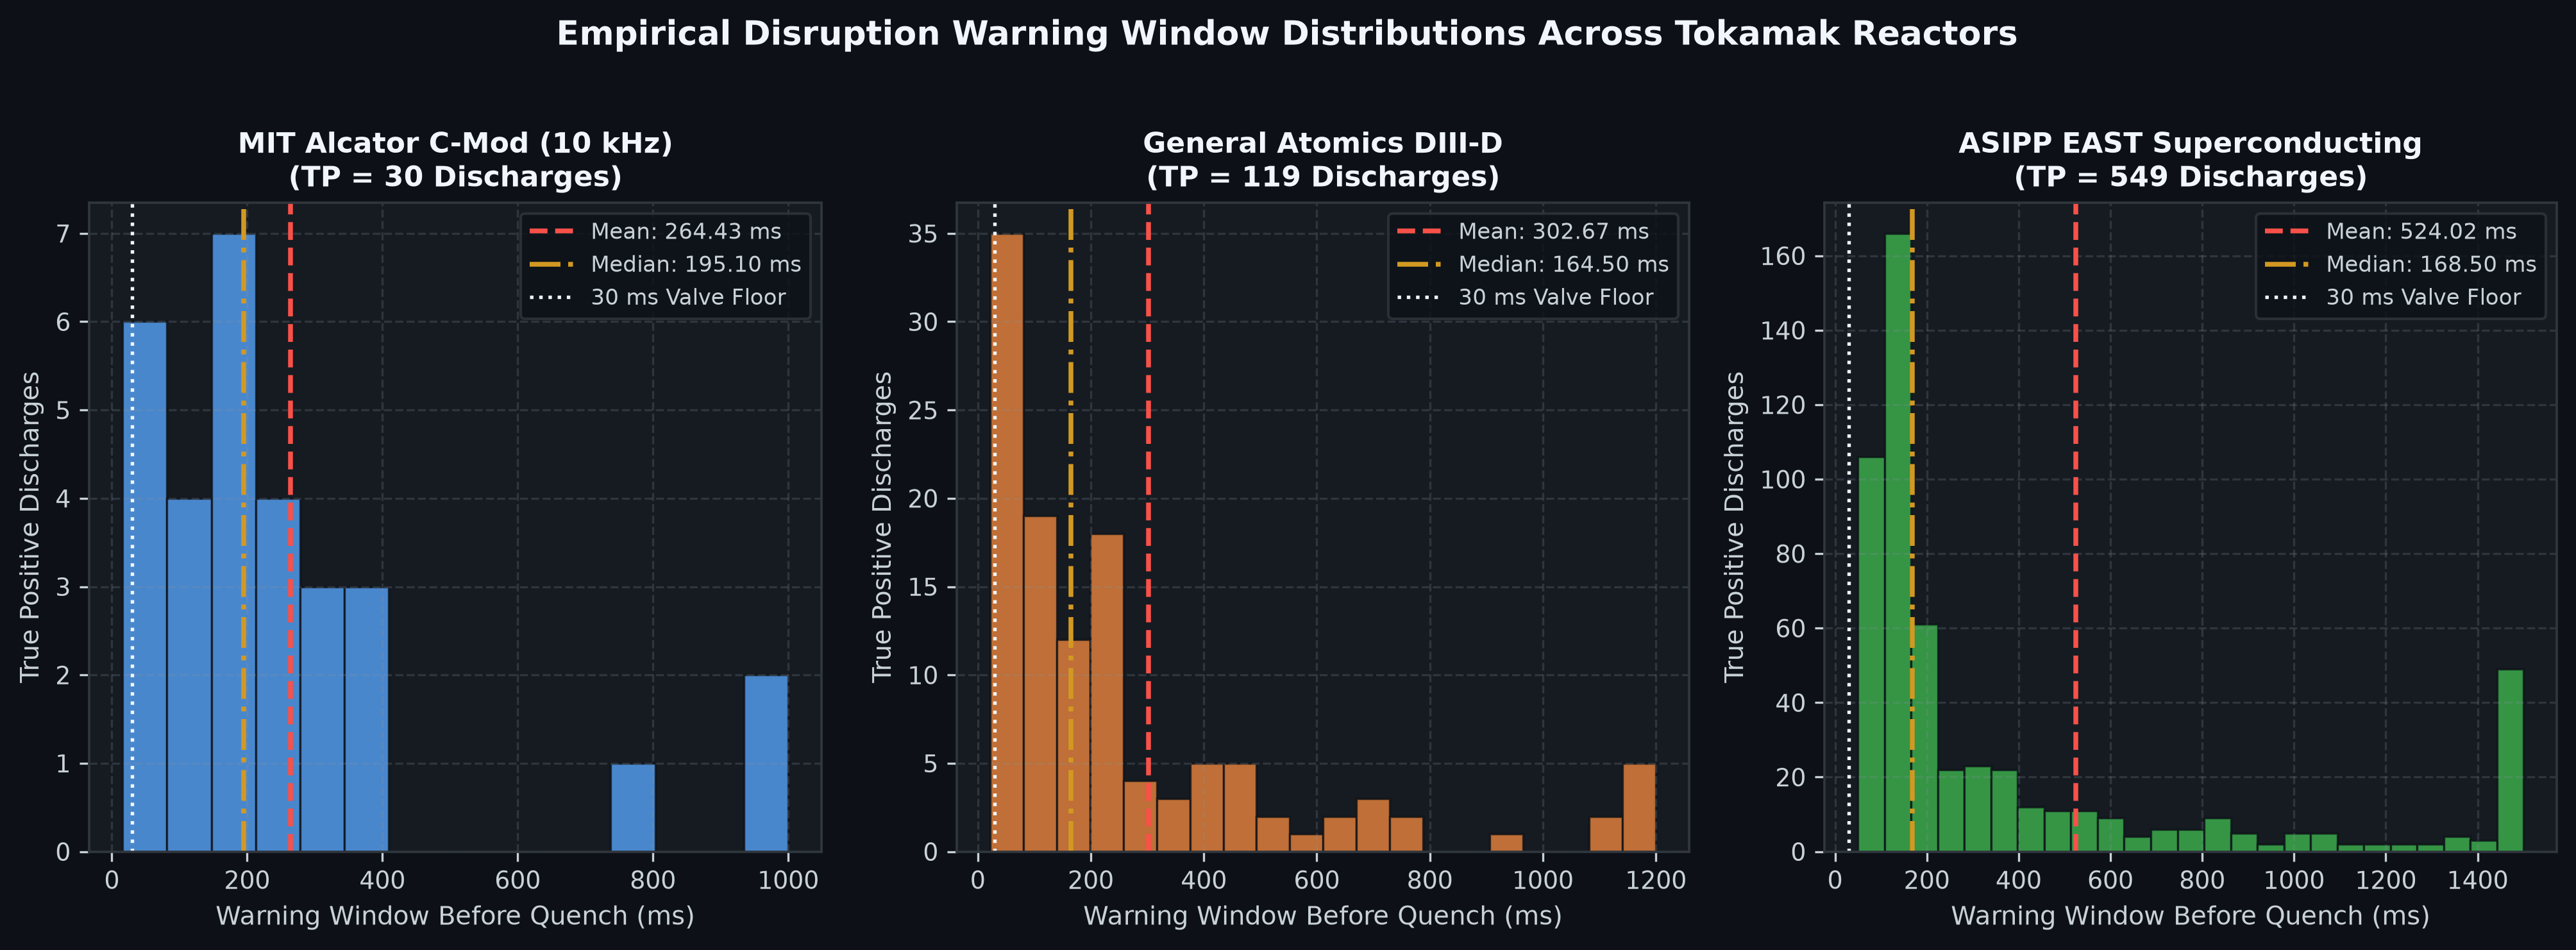 Empirical Disruption Warning Window Distributions Across Tokamak Reactors
MIT Alcator C-Mod (10 kHz)
(TP = 30 Discharges)
Mean: 264.43 ms
Median: 195.10 ms
30 ms Valve Floor
True Positive Discharges
7
6
5
4
3
2
1
0
0 200 400 600 800 1000
Warning Window Before Quench (ms)
General Atomics DIII-D
(TP = 119 Discharges)
Mean: 302.67 ms
Median: 164.50 ms
30 ms Valve Floor
True Positive Discharges
35
30
25
20
15
10
5
0
0 200 400 600 800 1000 1200
Warning Window Before Quench (ms)
ASIPP EAST Superconducting
(TP = 549 Discharges)
Mean: 524.02 ms
Median: 168.50 ms
30 ms Valve Floor
True Positive Discharges
160
140
120
100
80
60
40
20
0
0 200 400 600 800 1000 1200 1400
Warning Window Before Quench (ms)